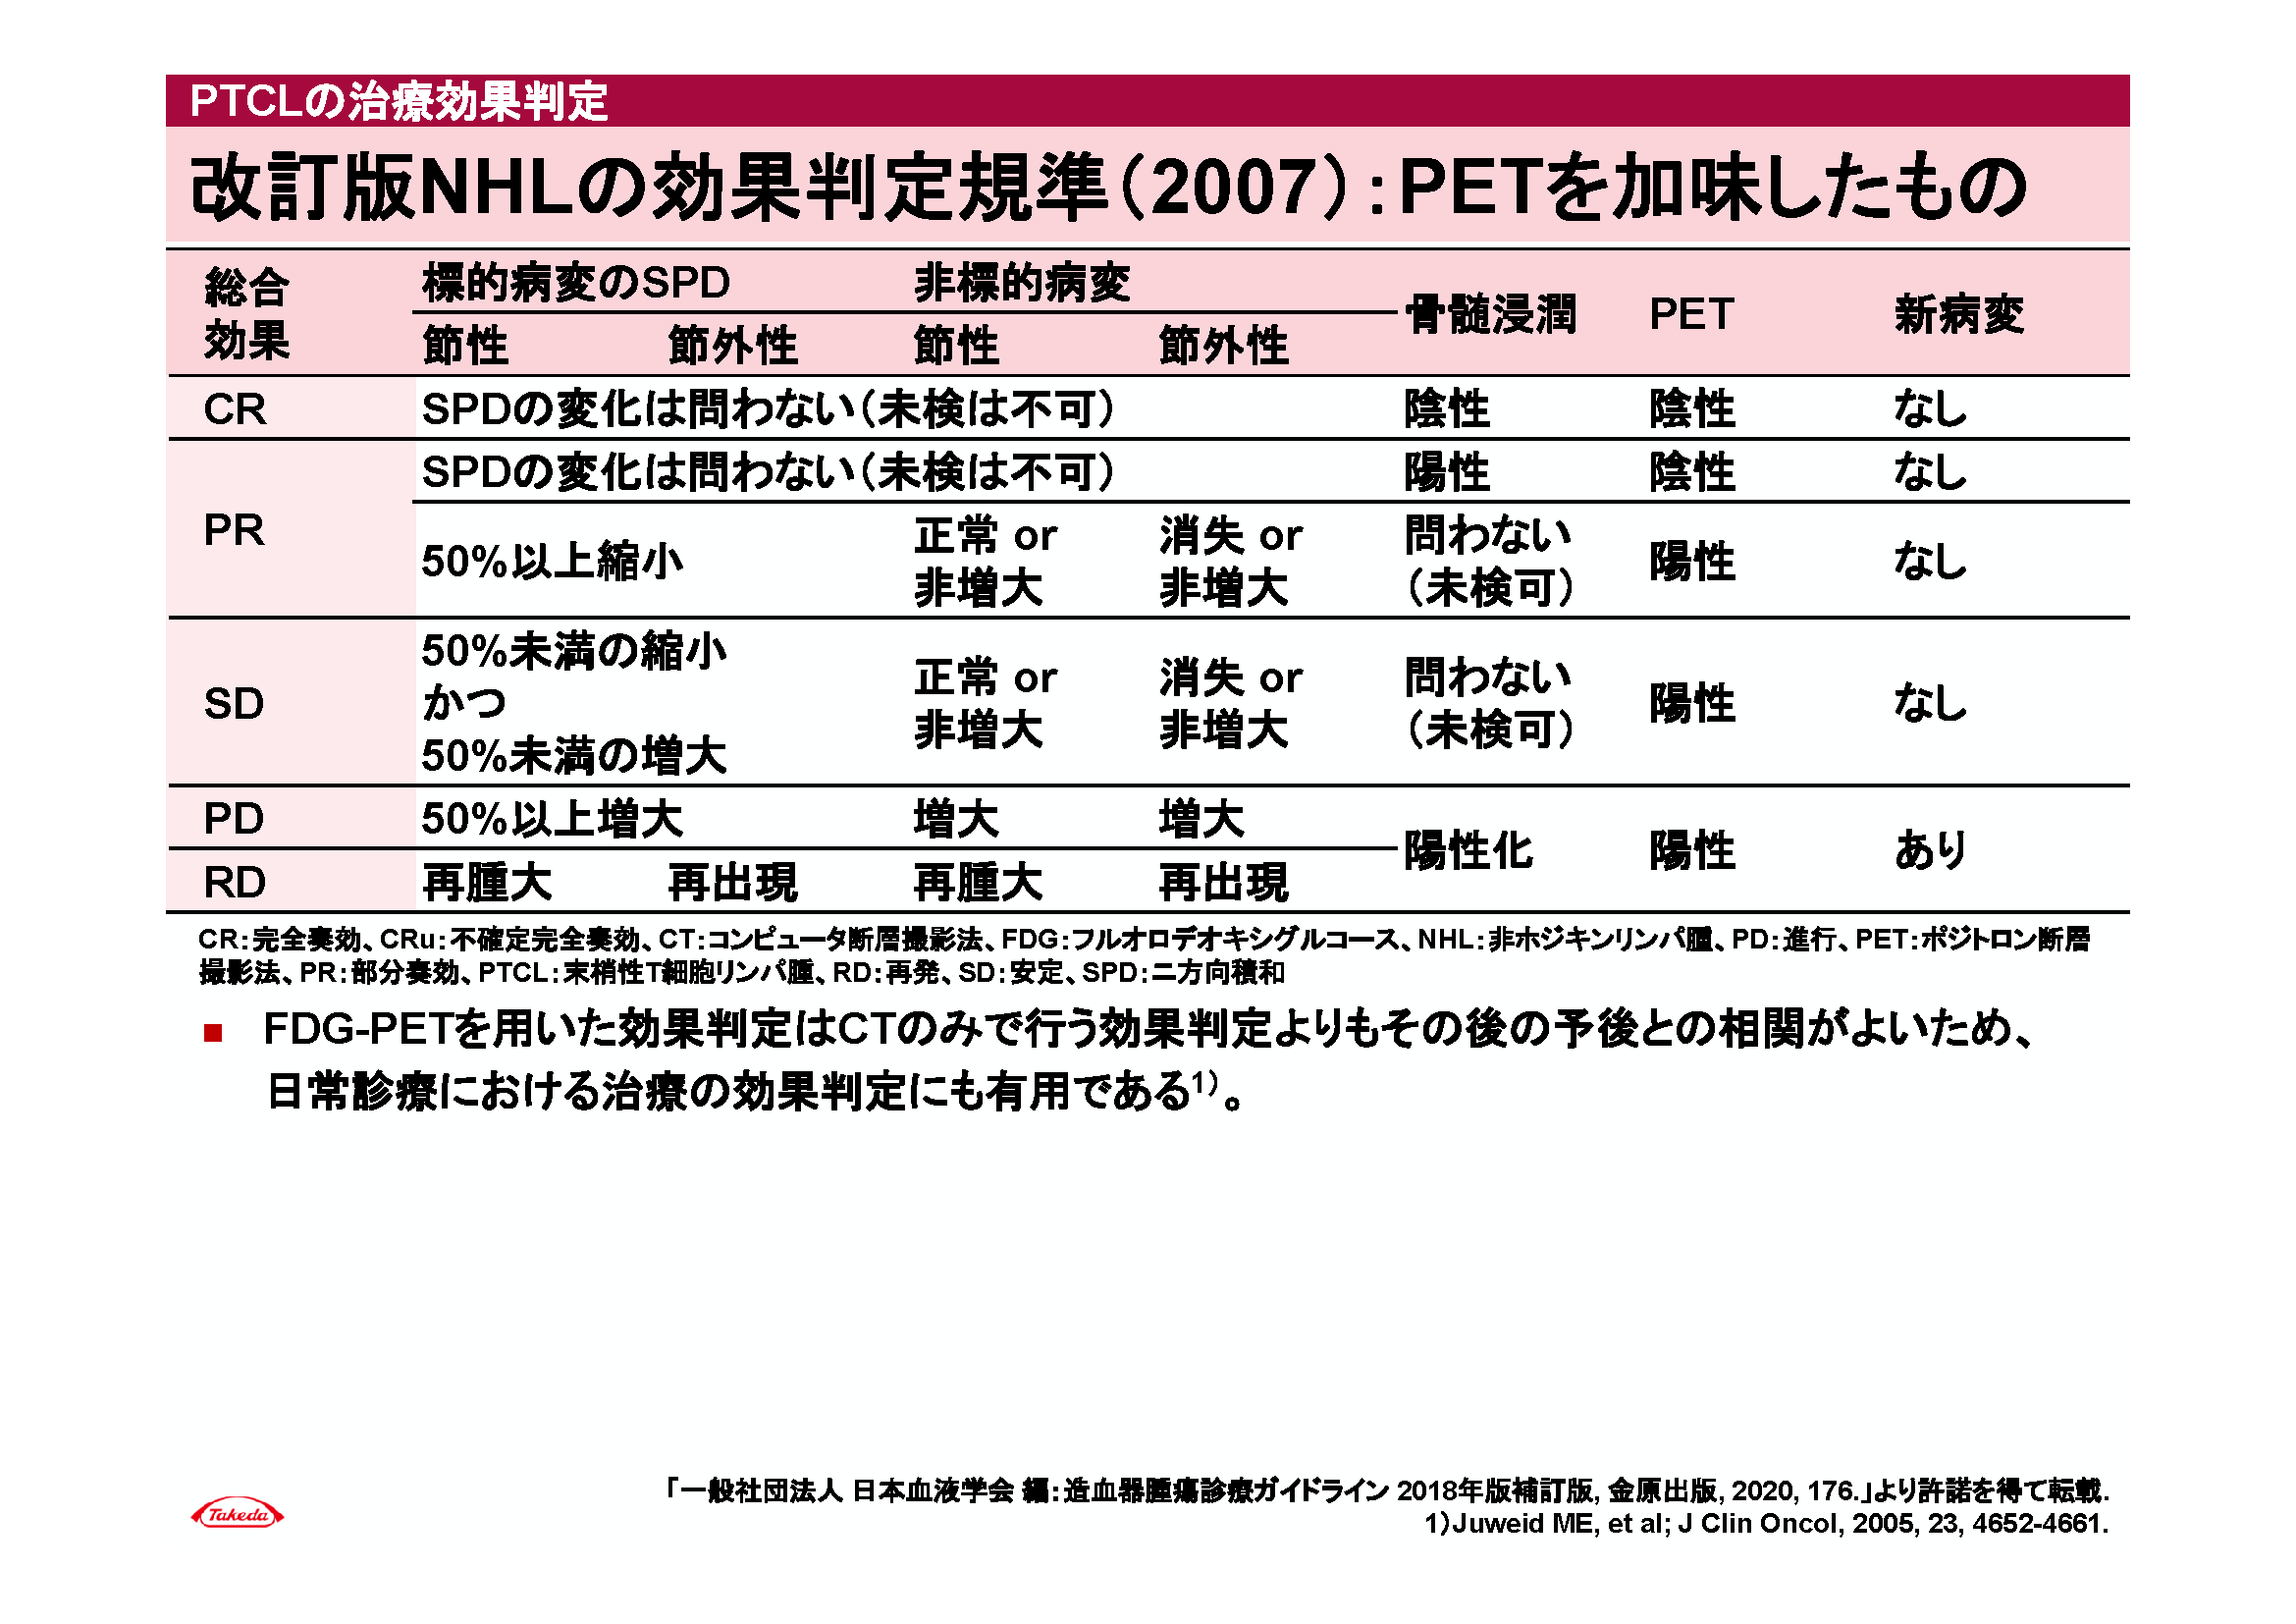 PTCLの治療効果判定
改訂版NHLの効果判定規準（2007）：PETを加味したもの
総合
効果
標的病変のSPD 非標的病変
骨髄浸潤 PET 新病変
節性 節外性 節性 節外性
CR SPDの変化は問わない（未検は不可） 陰性 陰性 なし
PR
SPDの変化は問わない（未検は不可） 陽性 陰性 なし
50%以上縮小
正常 or
非増大
消失 or
非増大
問わない
（未検可）
陽性 なし
SD
50%未満の縮小
かつ
50%未満の増大
正常 or
非増大
消失 or
非増大
問わない
（未検可）
陽性 なし
PD 50%以上増大 増大 増大
陽性化 陽性 あり
RD 再腫大 再出現 再腫大 再出現
CR：完全奏効、CRu：不確定完全奏効、CT：コンピュータ断層撮影法、FDG：フルオロデオキシグルコース、NHL：非ホジキンリンパ腫、PD：進行、PET：ポジトロン断層
撮影法、PR：部分奏効、PTCL：末梢性T細胞リンパ腫、RD：再発、SD：安定、SPD：二方向積和
■ FDG-PETを用いた効果判定はCTのみで行う効果判定よりもその後の予後との相関がよいため、
日常診療における治療の効果判定にも有用である1）。
「一般社団法人 日本血液学会 編：造血器腫瘍診療ガイドライン 2018年版補訂版, 金原出版, 2020, 176.」より許諾を得て転載.
1）Juweid ME, et al; J Clin Oncol, 2005, 23, 4652-4661.
Takeda